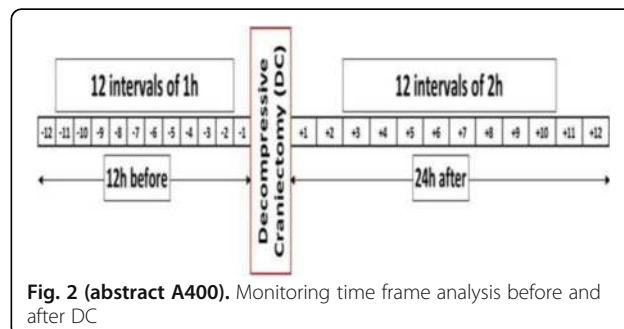 12 intervals of 1h
12 intervals of 2h
Decompressive
Craniectomy (DC)
-12 -11 -10 -9 -8 -7 -6 -5 -4 -3 -2 -1
+1 +2 +3 +4 +5 +6 +7 +8 +9 +10 +11 +12
12h before
24h after
Fig. 2 (abstract A400). Monitoring time frame analysis before and
after DC